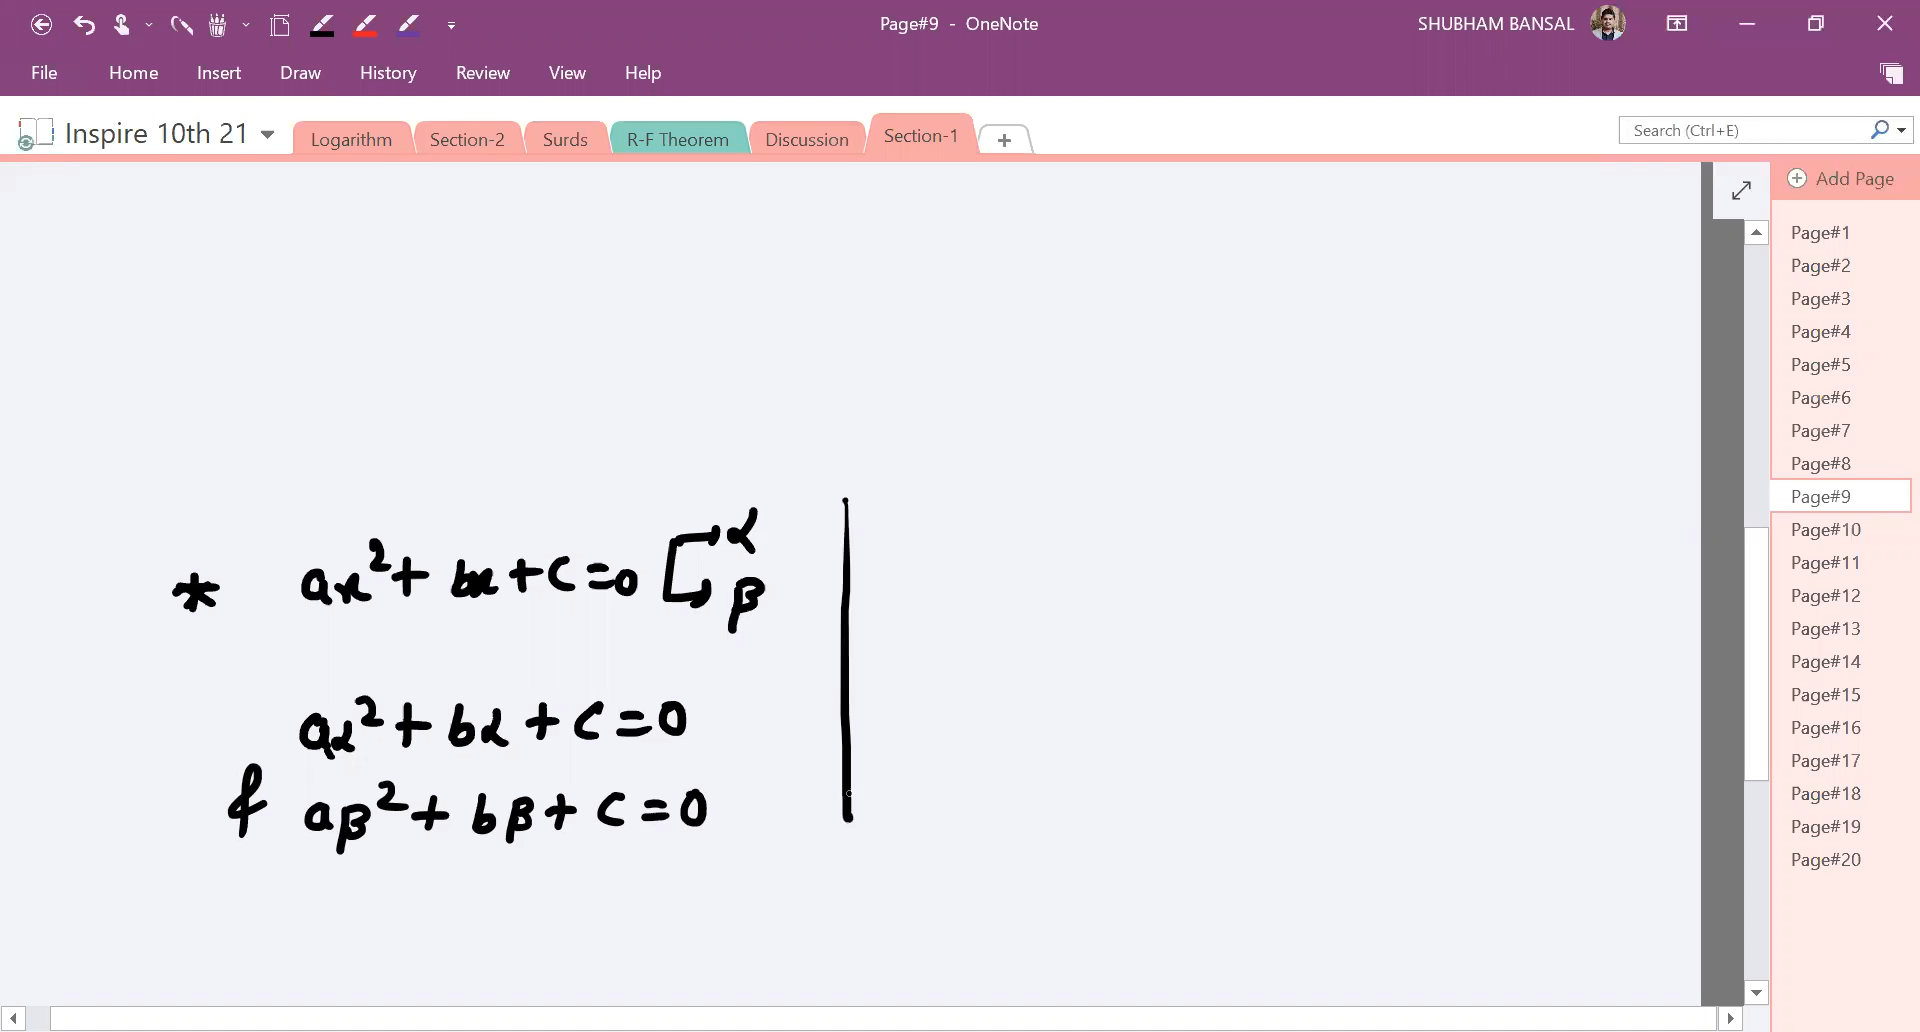 Page#9 - OneNote
SHUBHAM BANSAL
File Home Insert Draw History Review View Help
Inspire 10th 21
Logarithm Section-2 Surds R-F Theorem Discussion Section-1 +
Search (Ctrl+E)
Add Page
Page#1
Page#2
Page#3
Page#4
Page#5
Page#6
Page#7
Page#8
Page#9
Page#10
Page#11
Page#12
Page#13
Page#14
Page#15
Page#16
Page#17
Page#18
Page#19
Page#20
* ax²+ bx+c=0 α
β
aα²+bα+c=0
& aβ²+bβ+c=0